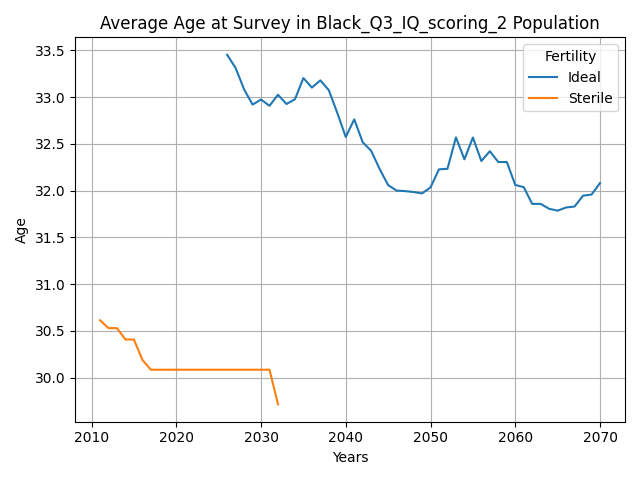 Average Age at Survey in Black_Q3_IQ_scoring_2 Population
Fertility
Ideal
Sterile
Age
33.5
33.0
32.5
32.0
31.5
31.0
30.5
30.0
2010 2020 2030 2040 2050 2060 2070
Years